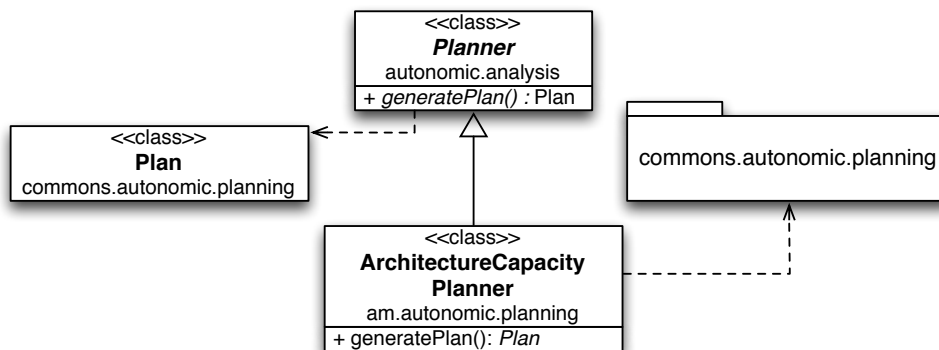 <<class>>
Planner
autonomic.analysis
+ generatePlan() : Plan
<<class>>
Plan
commons.autonomic.planning
commons.autonomic.planning
<<class>>
ArchitectureCapacity
Planner
am.autonomic.planning
+ generatePlan(): Plan